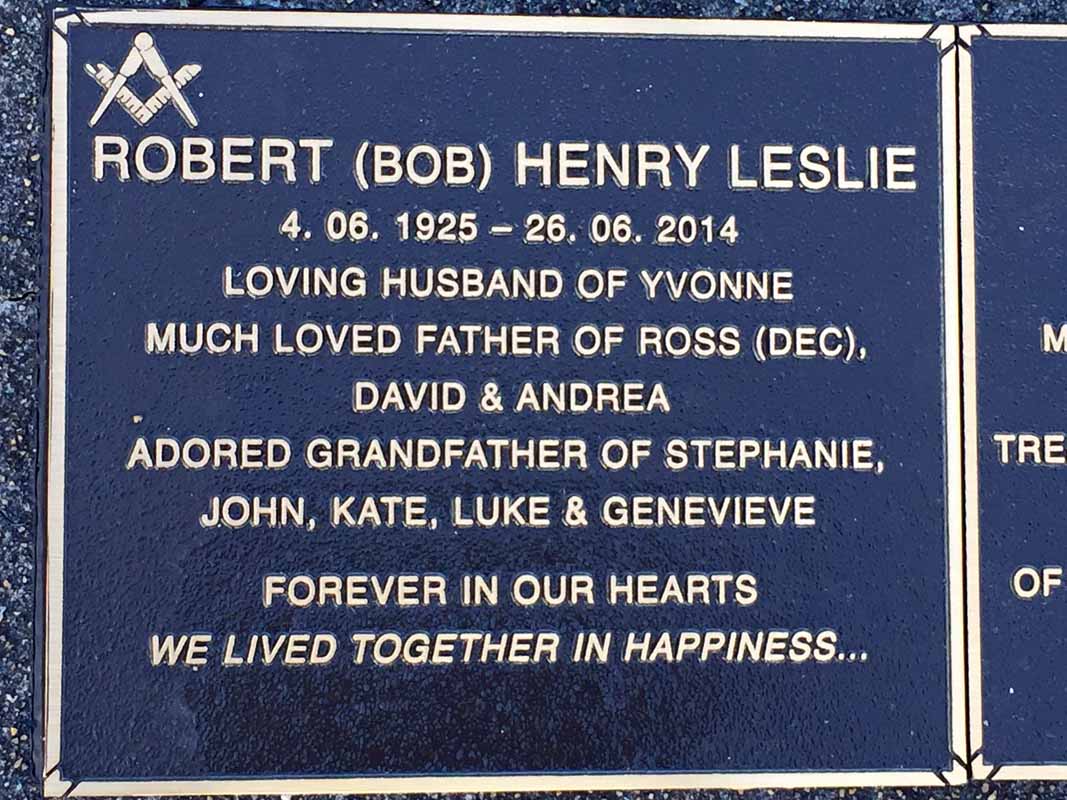 ROBERT (BOB) HENRY LESLIE
4. 06. 1925 – 26. 06. 2014
LOVING HUSBAND OF YVONNE
MUCH LOVED FATHER OF ROSS (DEC),
DAVID & ANDREA
ADORED GRANDFATHER OF STEPHANIE,
JOHN, KATE, LUKE & GENEVIEVE
FOREVER IN OUR HEARTS
WE LIVED TOGETHER IN HAPPINESS...
OF